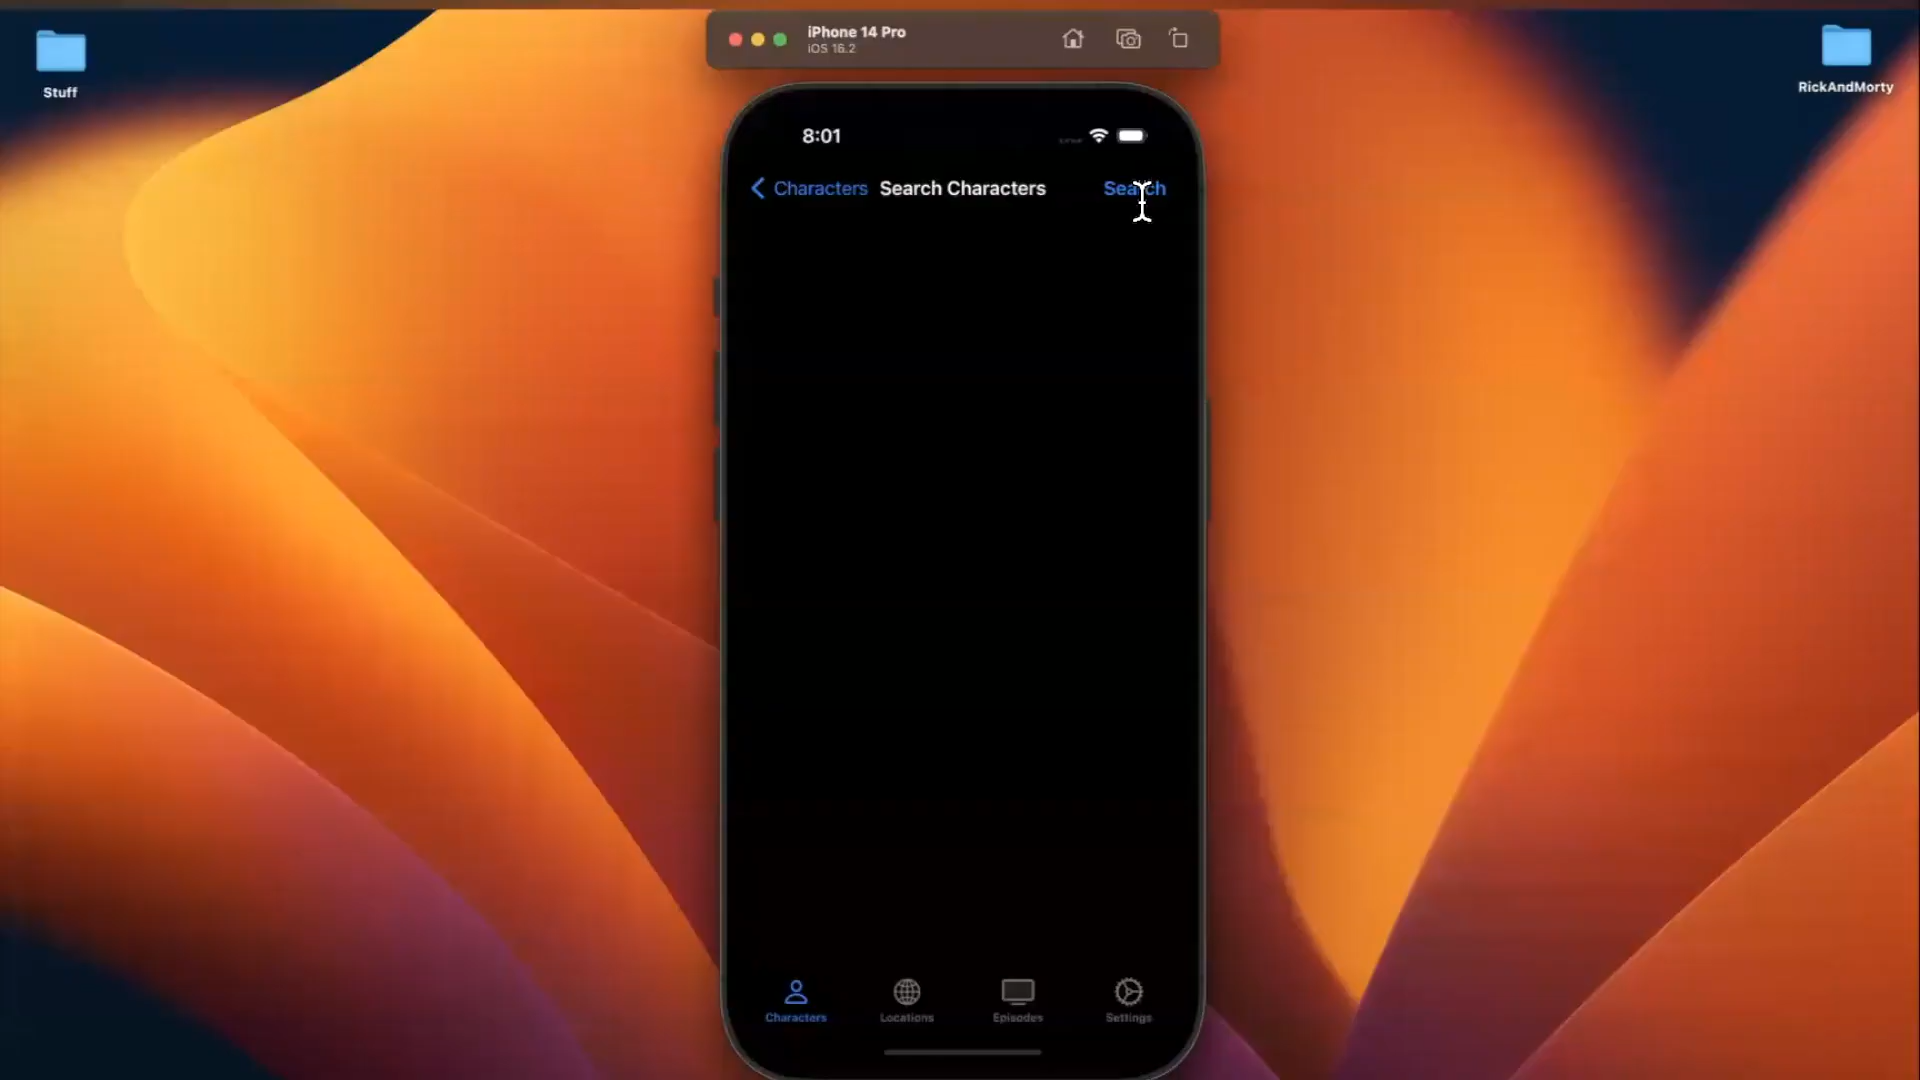 iPhone 14 Pro
iOS 16.2
Stuff
RickAndMorty
8:01
Characters Search Characters Search
Characters Locations Episodes Settings